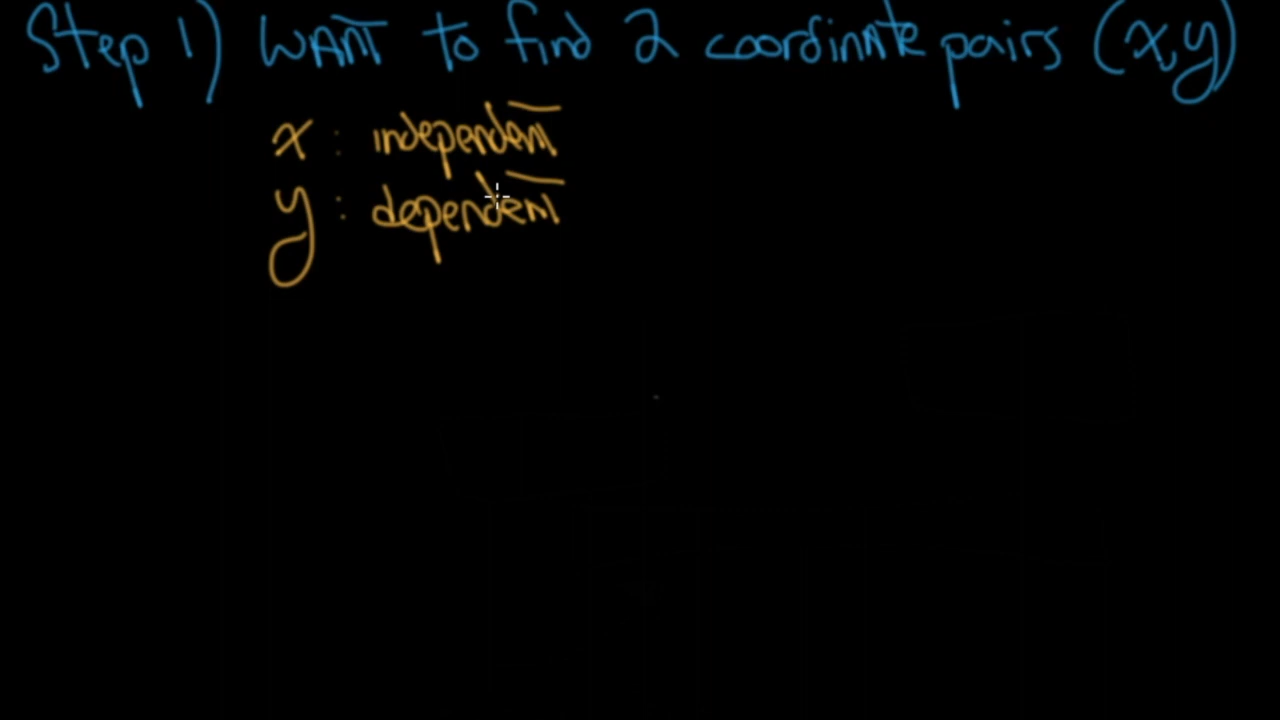 Step 1) WANT to find 2 coordinate pairs (x,y)
x : independent
y : dependent